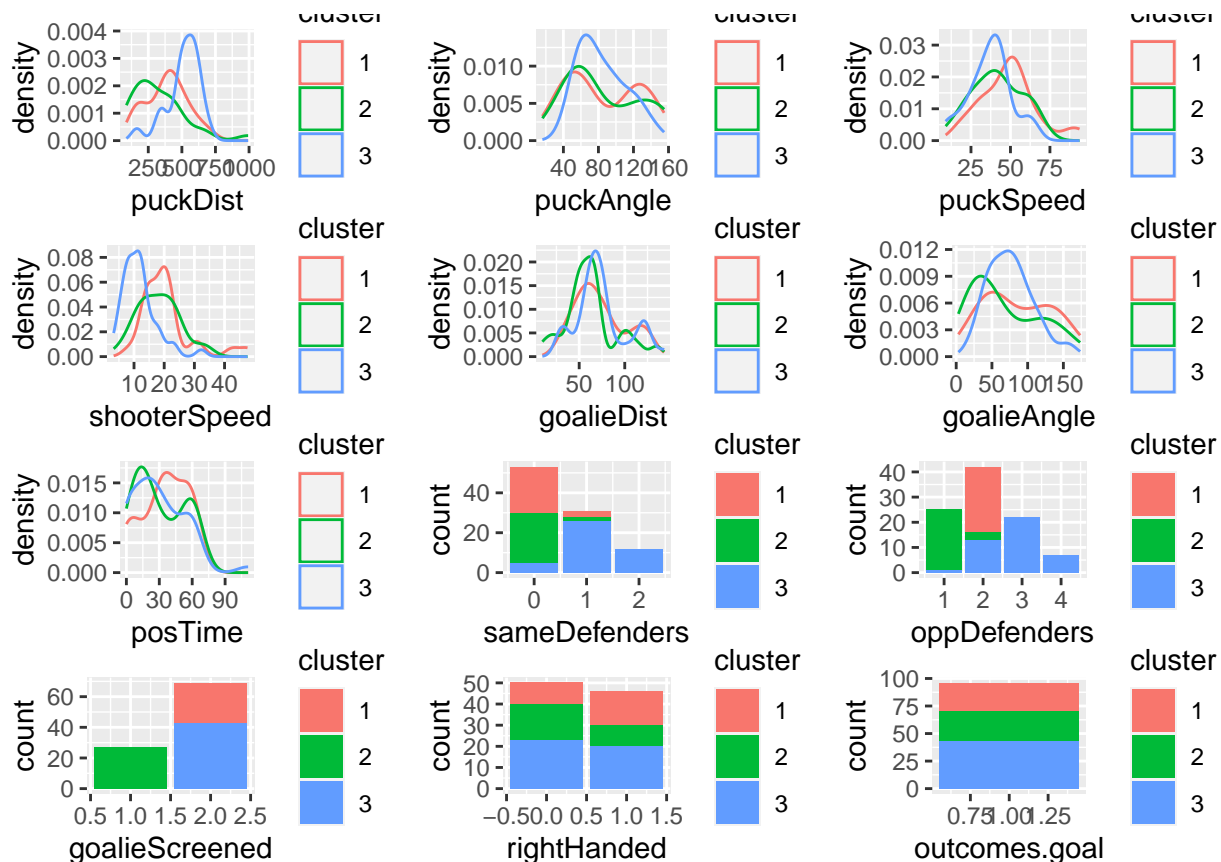 cluster
cluster
cluster
density
0.004
0.003
0.002
0.001
0.000
250 500 750 1000
puckDist
1
2
3
density
0.010
0.005
0.000
40 80 120 160
puckAngle
1
2
3
density
0.03
0.02
0.01
0.00
25 50 75
puckSpeed
1
2
3
density
0.08
0.06
0.04
0.02
0.00
10 20 30 40
shooterSpeed
cluster
1
2
3
density
0.020
0.015
0.010
0.005
0.000
50 100
goalieDist
cluster
1
2
3
density
0.012
0.009
0.006
0.003
0.000
0 50 100 150
goalieAngle
cluster
1
2
3
density
0.015
0.010
0.005
0.000
0 30 60 90
posTime
cluster
1
2
3
count
40
20
0
0 1 2
sameDefenders
cluster
1
2
3
count
40
30
20
10
0
1 2 3 4
oppDefenders
cluster
1
2
3
count
60
40
20
0
0.5 1.0 1.5 2.0 2.5
goalieScreened
cluster
1
2
3
count
50
40
30
20
10
0
−0.5 0.0 0.5 1.0 1.5
rightHanded
cluster
1
2
3
count
100
75
50
25
0
0.75 1.00 1.25
outcomes.goal
cluster
1
2
3